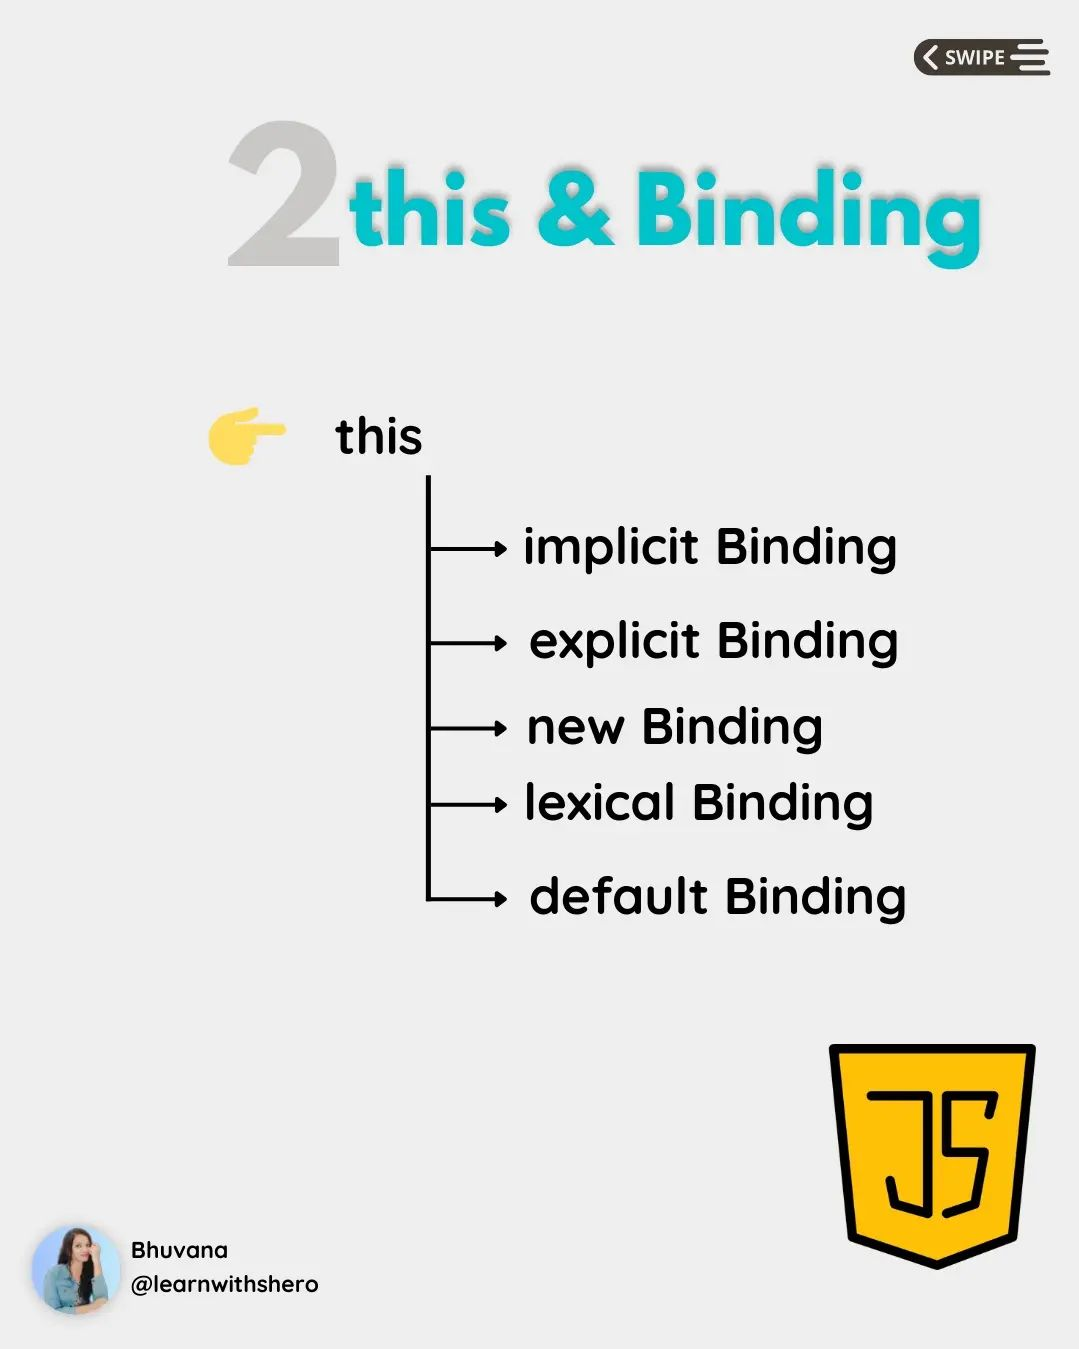 SWIPE
2 this & Binding
this
implicit Binding
explicit Binding
new Binding
lexical Binding
default Binding
JS
Bhuvana
@learnwithshero